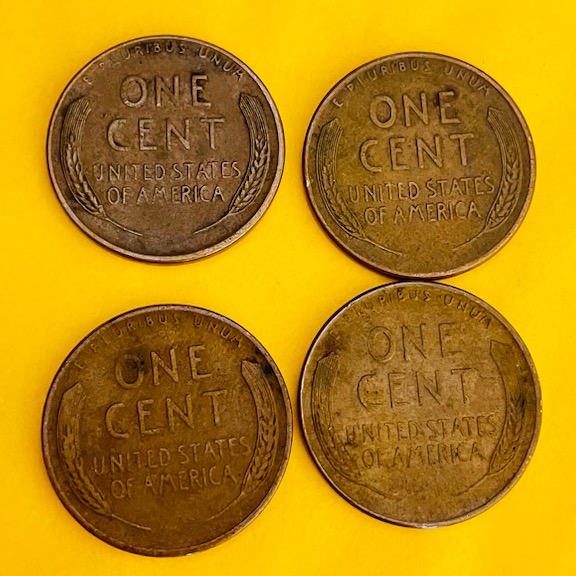 E PLURIBUS UNUM
ONE
CENT
UNITED STATES
OF AMERICA
E PLURIBUS UNUM
ONE
CENT
UNITED STATES
OF AMERICA
E PLURIBUS UNUM
ONE
CENT
UNITED STATES
OF AMERICA
UNUM
ONE
CENT
UNITED STATES
OF AMERICA